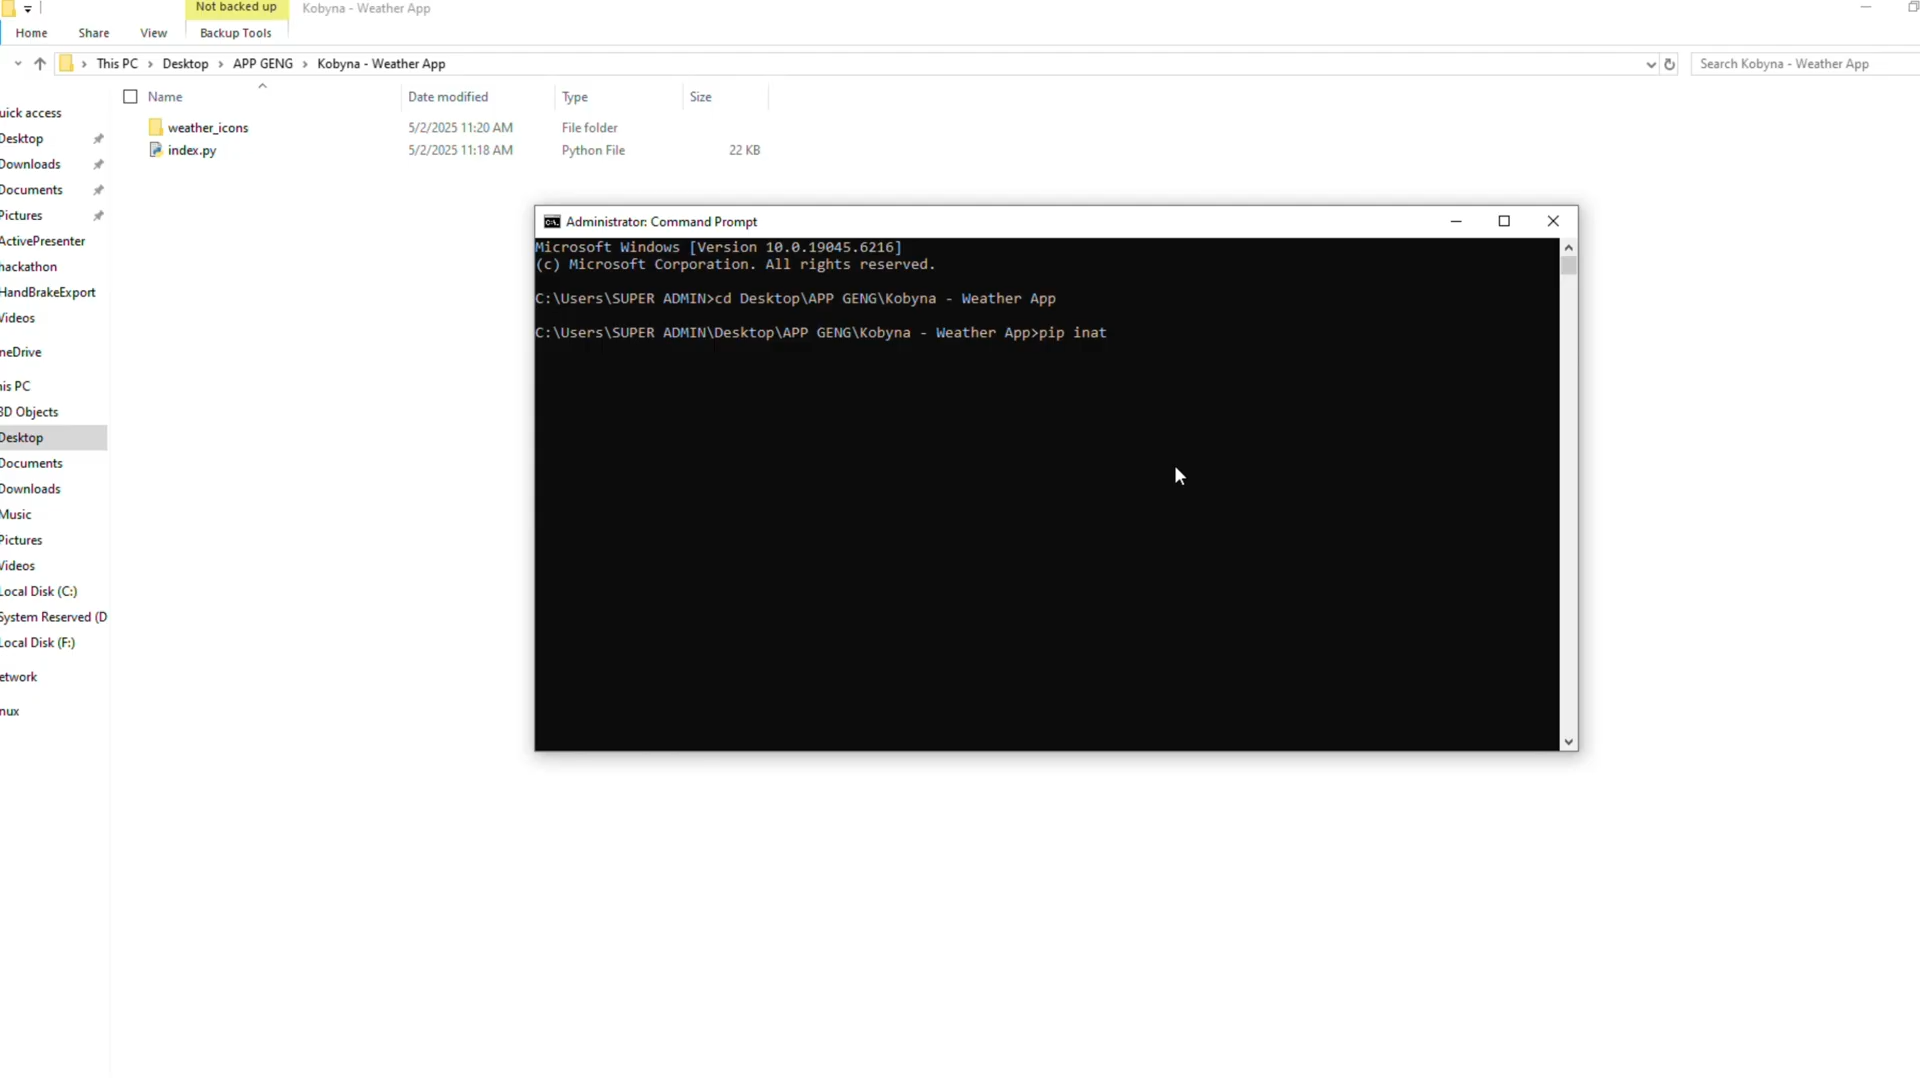 Not backed up
Kobyna - Weather App
Home
Share
View
Backup Tools
This PC
Desktop
APP GENG
Kobyna - Weather App
Search Kobyna - Weather App
Name
Date modified
Type
Size
weather_icons
5/2/2025 11:20 AM
File folder
index.py
5/2/2025 11:18 AM
Python File
22 KB
uick access
Desktop
Downloads
Documents
Pictures
ActivePresenter
hackathon
HandBrakeExport
Videos
neDrive
is PC
3D Objects
Desktop
Documents
Downloads
Music
Pictures
Videos
Local Disk (C:)
System Reserved (D
Local Disk (F:)
etwork
nux
Administrator: Command Prompt
Microsoft Windows [Version 10.0.19045.6216]
(c) Microsoft Corporation. All rights reserved.
C:\Users\SUPER ADMIN>cd Desktop\APP GENG\Kobyna - Weather App
C:\Users\SUPER ADMIN\Desktop\APP GENG\Kobyna - Weather App>pip inat